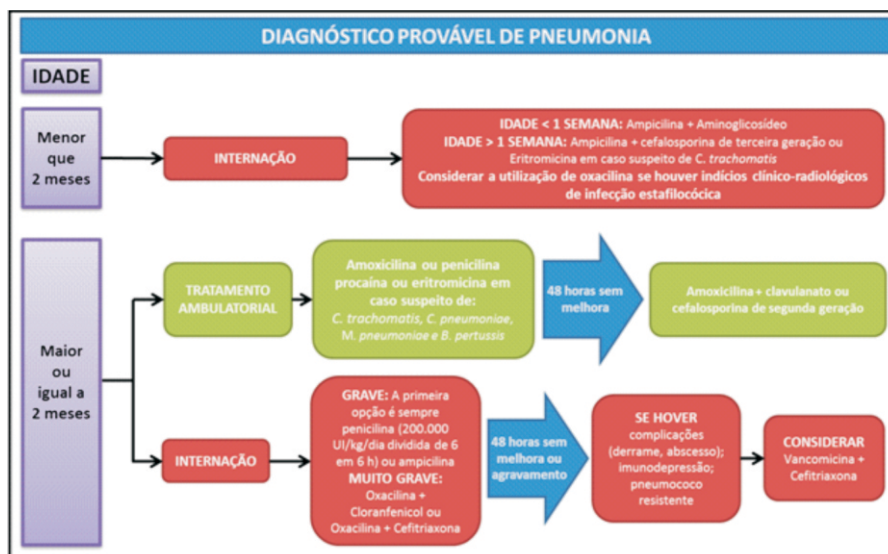 DIAGNÓSTICO PROVÁVEL DE PNEUMONIA
IDADE
Menor
que
2 meses
INTERNAÇÃO
IDADE < 1 SEMANA: Ampicilina + Aminoglicosídeo
IDADE > 1 SEMANA: Ampicilina + cefalosporina de terceira geração ou
Eritromicina em caso suspeito de C. trachomatis
Considerar a utilização de oxacilina se houver indícios clínico-radiológicos
de infecção estafilocócica
Maior
ou
igual a
2 meses
TRATAMENTO
AMBULATORIAL
Amoxicilina ou penicilina
procaína ou eritromicina em
caso suspeito de:
C. trachomatis, C. pneumoniae,
M. pneumoniae e B. pertussis
48 horas sem
melhora
Amoxicilina + clavulanato ou
cefalosporina de segunda geração
INTERNAÇÃO
GRAVE: A primeira
opção é sempre
penicilina (200.000
UI/kg/dia dividida de 6
em 6 h) ou ampicilina
MUITO GRAVE:
Oxacilina +
Cloranfenicol ou
Oxacilina + Cefitriaxona
48 horas sem
melhora ou
agravamento
SE HOVER
complicações
(derrame, abscesso);
imunodepressão;
pneumococo
resistente
CONSIDERAR
Vancomicina +
Cefitriaxona